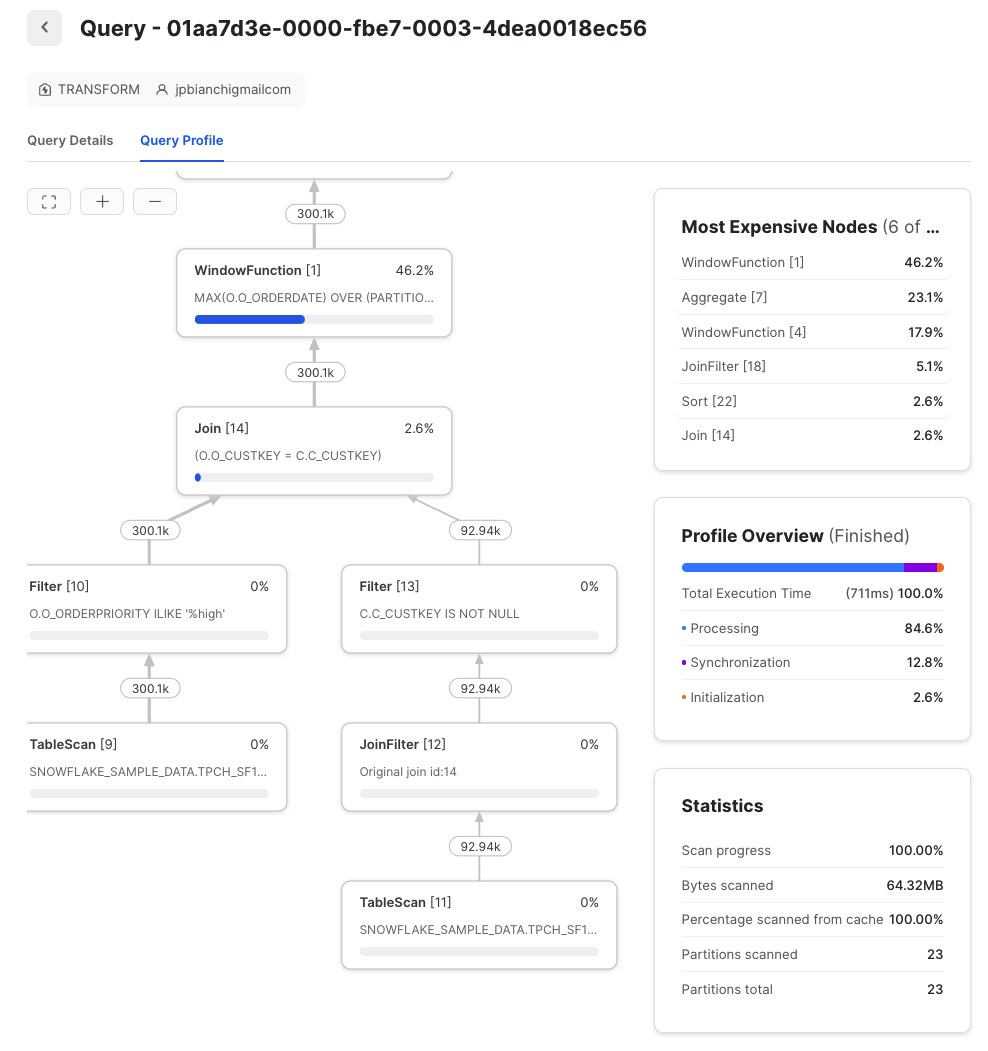 Query - 01aa7d3e-0000-fbe7-0003-4dea0018ec56
TRANSFORM jpbianchigmailcom
Query Details Query Profile
300.1k
WindowFunction [1] 46.2%
MAX(O.O_ORDERDATE) OVER (PARTITIO...
300.1k
Join [14] 2.6%
(O.O_CUSTKEY = C.C_CUSTKEY)
300.1k 92.94k
Filter [10] 0%
O.O_ORDERPRIORITY ILIKE '%high'
Filter [13] 0%
C.C_CUSTKEY IS NOT NULL
300.1k 92.94k
TableScan [9] 0%
SNOWFLAKE_SAMPLE_DATA.TPCH_SF1...
JoinFilter [12] 0%
Original join id:14
92.94k
TableScan [11] 0%
SNOWFLAKE_SAMPLE_DATA.TPCH_SF1...
Most Expensive Nodes (6 of ...
WindowFunction [1] 46.2%
Aggregate [7] 23.1%
WindowFunction [4] 17.9%
JoinFilter [18] 5.1%
Sort [22] 2.6%
Join [14] 2.6%
Profile Overview (Finished)
Total Execution Time (711ms) 100.0%
Processing 84.6%
Synchronization 12.8%
Initialization 2.6%
Statistics
Scan progress 100.00%
Bytes scanned 64.32MB
Percentage scanned from cache 100.00%
Partitions scanned 23
Partitions total 23